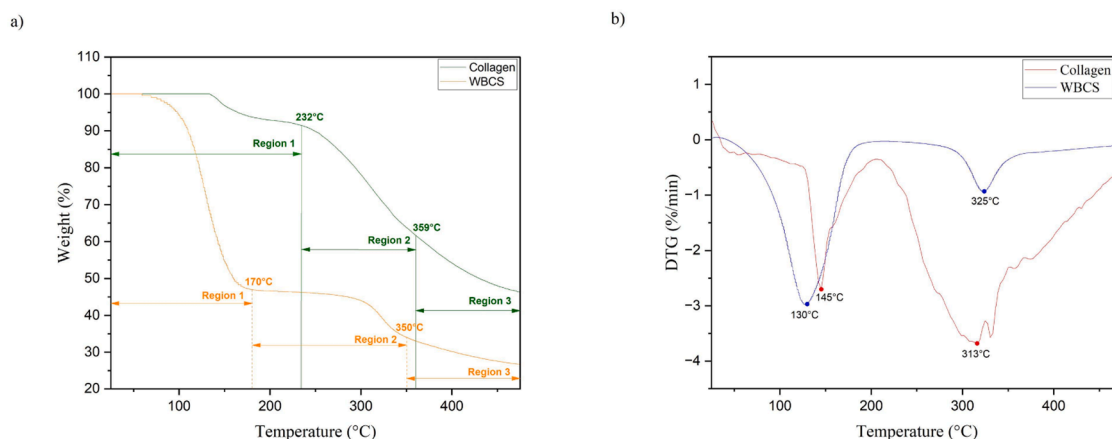 a)
110
100
90
80
70
60
50
40
30
20
Weight (%)
Collagen
WBCS
232°C
Region 1
359°C
Region 2
170°C
Region 1
Region 3
350°C
Region 2
Region 3
100
200
300
400
Temperature (°C)
b)
Collagen
WBCS
0
−1
−2
−3
−4
DTG (%/min)
325°C
145°C
130°C
313°C
100
200
300
400
Temperature (°C)